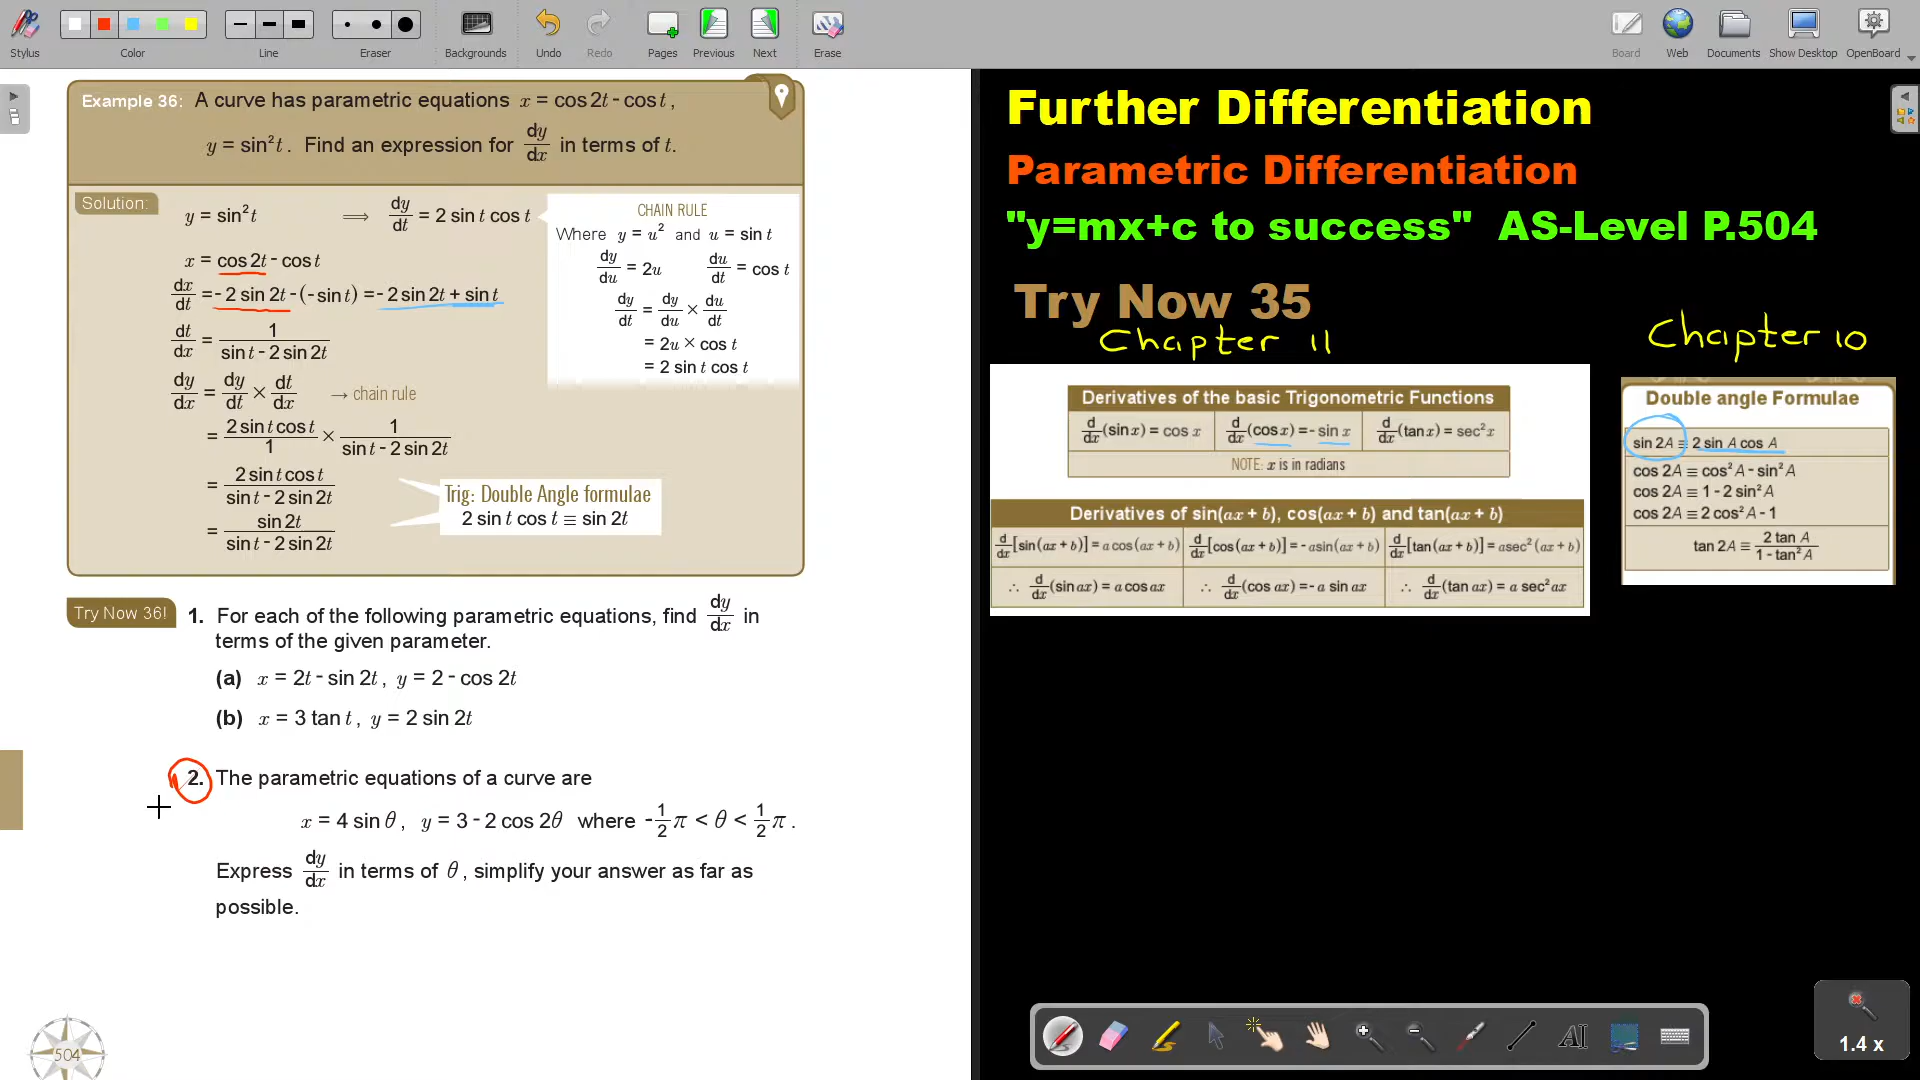 Stylus
Color
Line
Eraser
Backgrounds
Undo
Redo
Pages
Previous
Next
Erase
Board
Web
Documents
Show Desktop
OpenBoard
Example 36: A curve has parametric equations x = cos2t - cost,
y = sin²t. Find an expression for dy/dx in terms of t.
Solution:
y = sin²t ⟹ dy/dt = 2 sin t cos t
x = cos 2t - cos t
dx/dt = - 2 sin 2t - (- sin t) = - 2 sin 2t + sin t
dt/dx = 1/(sin t - 2 sin 2t)
dy/dx = dy/dt × dt/dx → chain rule
= 2 sin t cos t/1 × 1/(sin t - 2 sin 2t)
= 2 sin t cos t/(sin t - 2 sin 2t)
= sin 2t/(sin t - 2 sin 2t)
CHAIN RULE
Where y = u² and u = sin t
dy/du = 2u du/dt = cos t
dy/dt = dy/du × du/dt
= 2u × cos t
= 2 sin t cos t
Trig: Double Angle formulae
2 sin t cos t ≡ sin 2t
Try Now 36!
1. For each of the following parametric equations, find dy/dx in
terms of the given parameter.
(a) x = 2t - sin 2t, y = 2 - cos 2t
(b) x = 3 tan t, y = 2 sin 2t
2. The parametric equations of a curve are
x = 4 sin θ, y = 3 - 2 cos 2θ where -1/2 π < θ < 1/2 π.
Express dy/dx in terms of θ, simplify your answer as far as
possible.
504
Further Differentiation
Parametric Differentiation
"y=mx+c to success" AS-Level P.504
Try Now 35
Chapter 11
Chapter 10
Derivatives of the basic Trigonometric Functions
d/dx (sin x) = cos x d/dx (cos x) = - sin x d/dx (tan x) = sec² x
NOTE: x is in radians
Derivatives of sin(ax + b), cos(ax + b) and tan(ax + b)
d/dx [sin(ax + b)] = a cos(ax + b) d/dx [cos(ax + b)] = - asin(ax + b) d/dx [tan(ax + b)] = asec² (ax + b)
∴ d/dx (sin ax) = a cos ax ∴ d/dx (cos ax) = - a sin ax ∴ d/dx (tan ax) = a sec² ax
Double angle Formulae
sin 2A ≡ 2 sin A cos A
cos 2A ≡ cos² A - sin² A
cos 2A ≡ 1 - 2 sin² A
cos 2A ≡ 2 cos² A - 1
tan 2A ≡ 2 tan A/(1 - tan² A)
AI
1.4 x